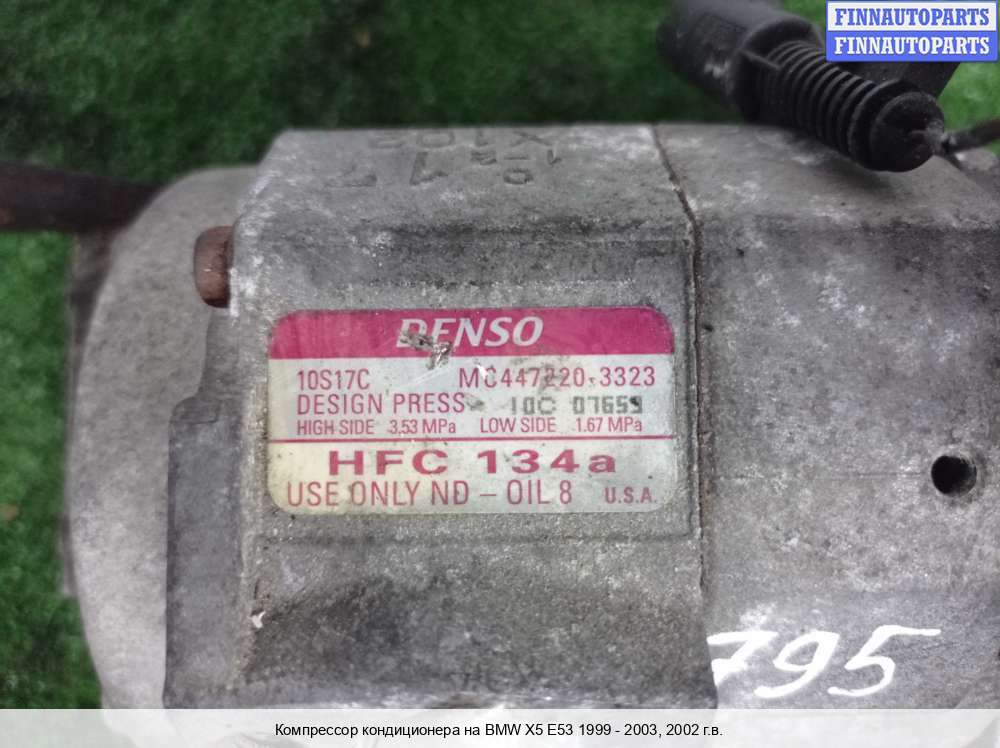 FINNAUTOPARTS
FINNAUTOPARTS
DENSO
10S17C MC447220-3323
DESIGN PRESS 10C 07659
HIGH SIDE 3.53 MPa LOW SIDE 1.67 MPa
HFC 134a
USE ONLY ND - OIL 8 U.S.A.
795
Компрессор кондиционера на BMW X5 E53 1999 - 2003, 2002 г.в.